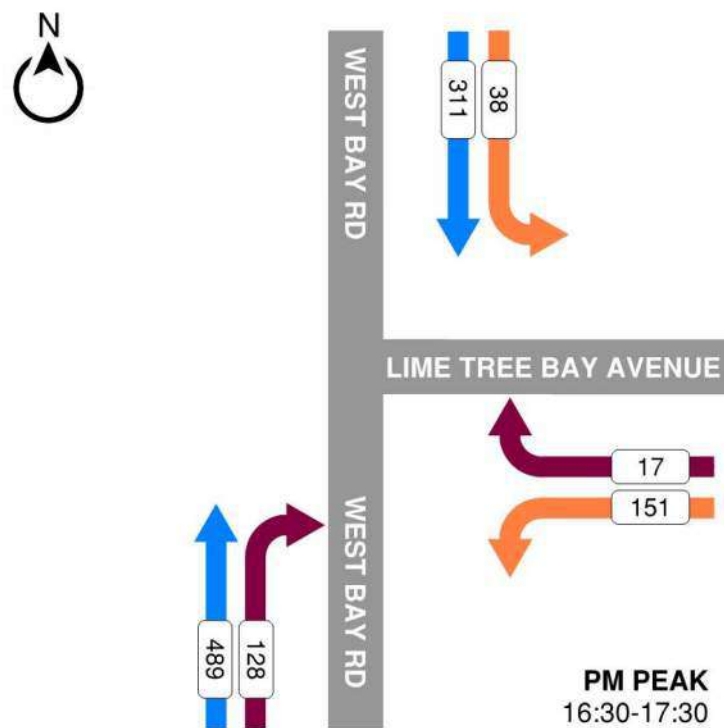 N
WEST BAY RD
311
38
LIME TREE BAY AVENUE
17
151
WEST BAY RD
489
128
PM PEAK
16:30-17:30